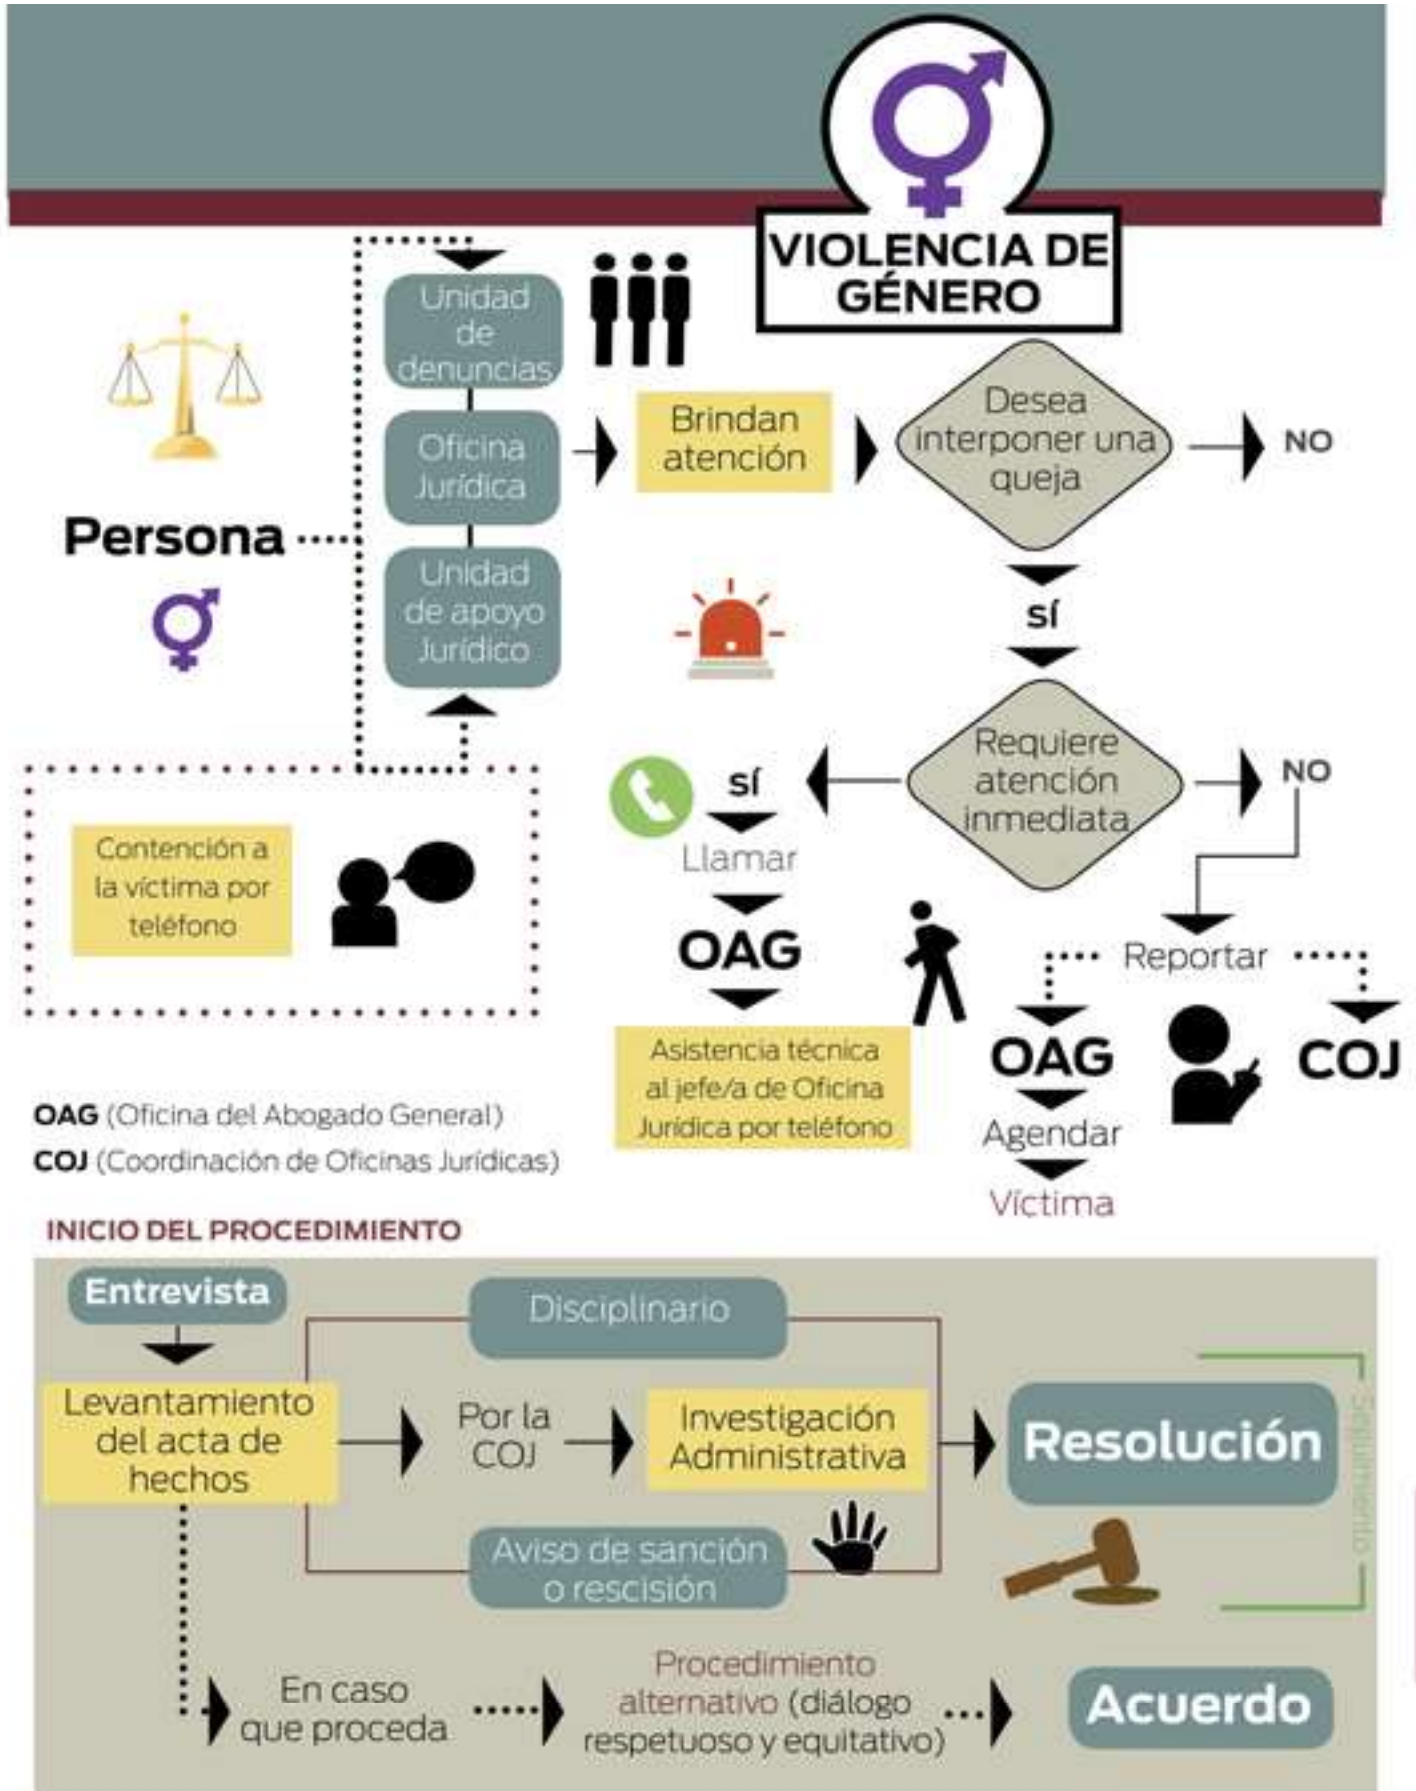 VIOLENCIA DE
GÉNERO
Unidad
de
denuncias
Oficina
Jurídica
Unidad
de apoyo
Jurídico
Persona
Brindan
atención
Desea
interponer una
queja
NO
SÍ
Requiere
atención
inmediata
NO
SÍ
Llamar
OAG
Asistencia técnica
al jefe/a de Oficina
Jurídica por teléfono
Reportar
OAG
COJ
Agendar
Víctima
Contención a
la víctima por
teléfono
OAG (Oficina del Abogado General)
COJ (Coordinación de Oficinas Jurídicas)
INICIO DEL PROCEDIMIENTO
Entrevista
Levantamiento
del acta de
hechos
Disciplinario
Por la
COJ
Investigación
Administrativa
Aviso de sanción
o rescisión
Resolución
Seguimiento
En caso
que proceda
Procedimiento
alternativo (diálogo
respetuoso y equitativo)
Acuerdo